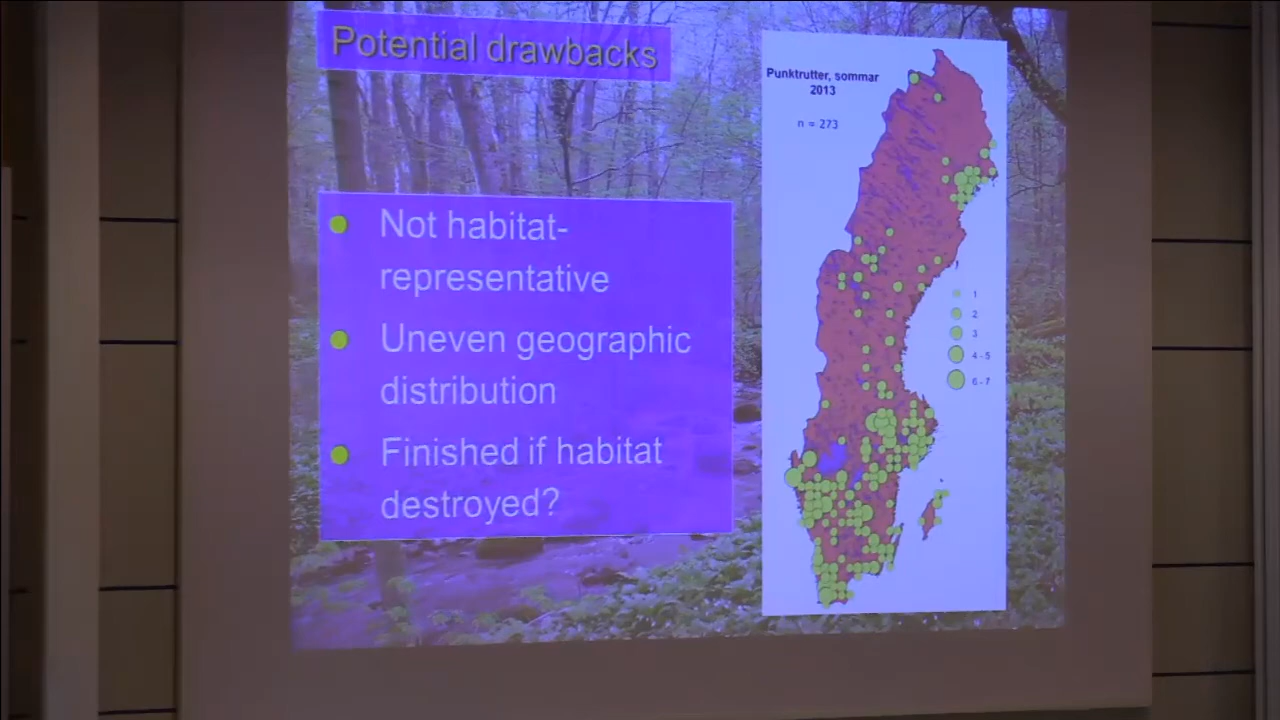 Potential drawbacks
Not habitat-
representative
Uneven geographic
distribution
Finished if habitat
destroyed?
Punktrutter, sommar
2013
n = 273
1
2
3
4 - 5
6 - 7